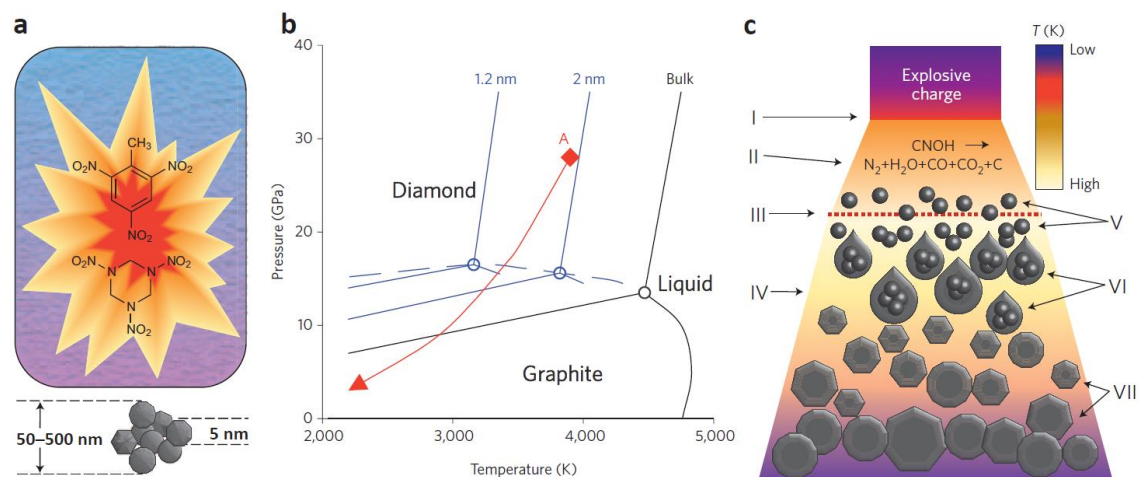 a
CH₃
O₂N
NO₂
NO₂
O₂N
N
N
NO₂
N
NO₂
50–500 nm
5 nm
b
Pressure (GPa)
40
30
20
10
0
1.2 nm
2 nm
Bulk
A
Diamond
Liquid
Graphite
2,000
3,000
4,000
5,000
Temperature (K)
c
T (K)
Low
High
Explosive
charge
CNOH →
N₂+H₂O+CO+CO₂+C
I
II
III
IV
V
VI
VII